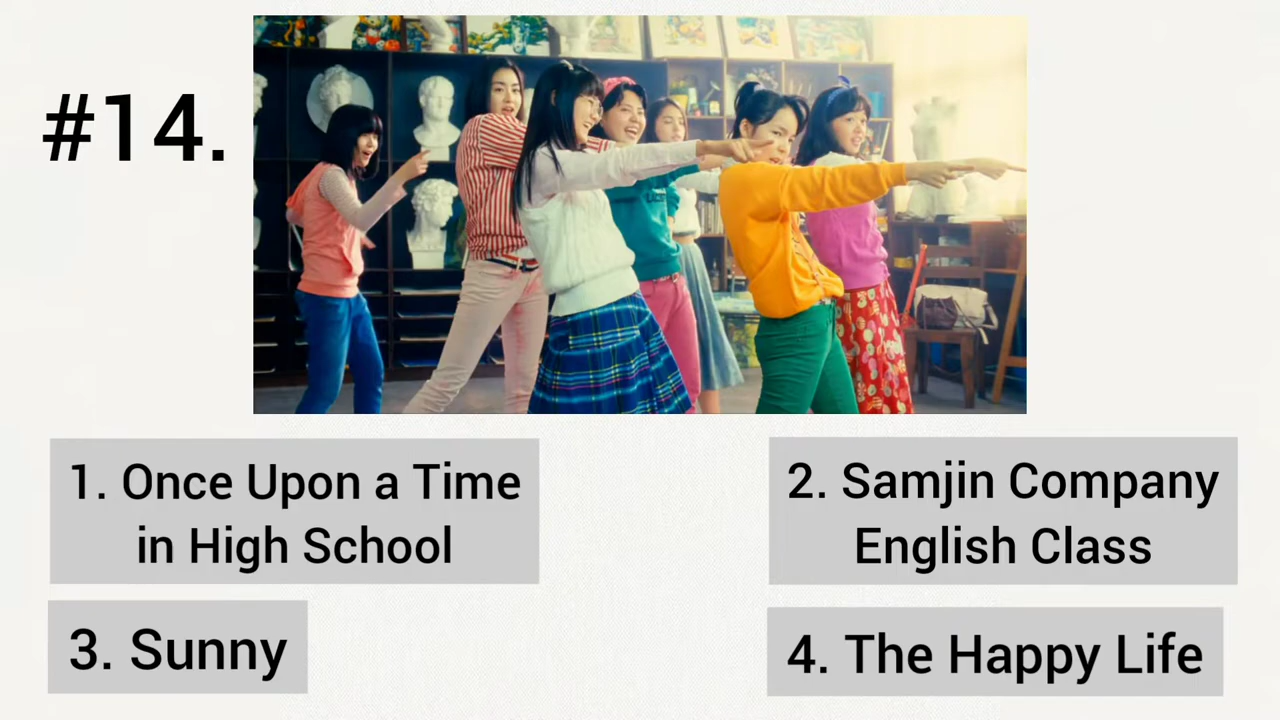 #14.
1. Once Upon a Time
in High School
2. Samjin Company
English Class
3. Sunny
4. The Happy Life